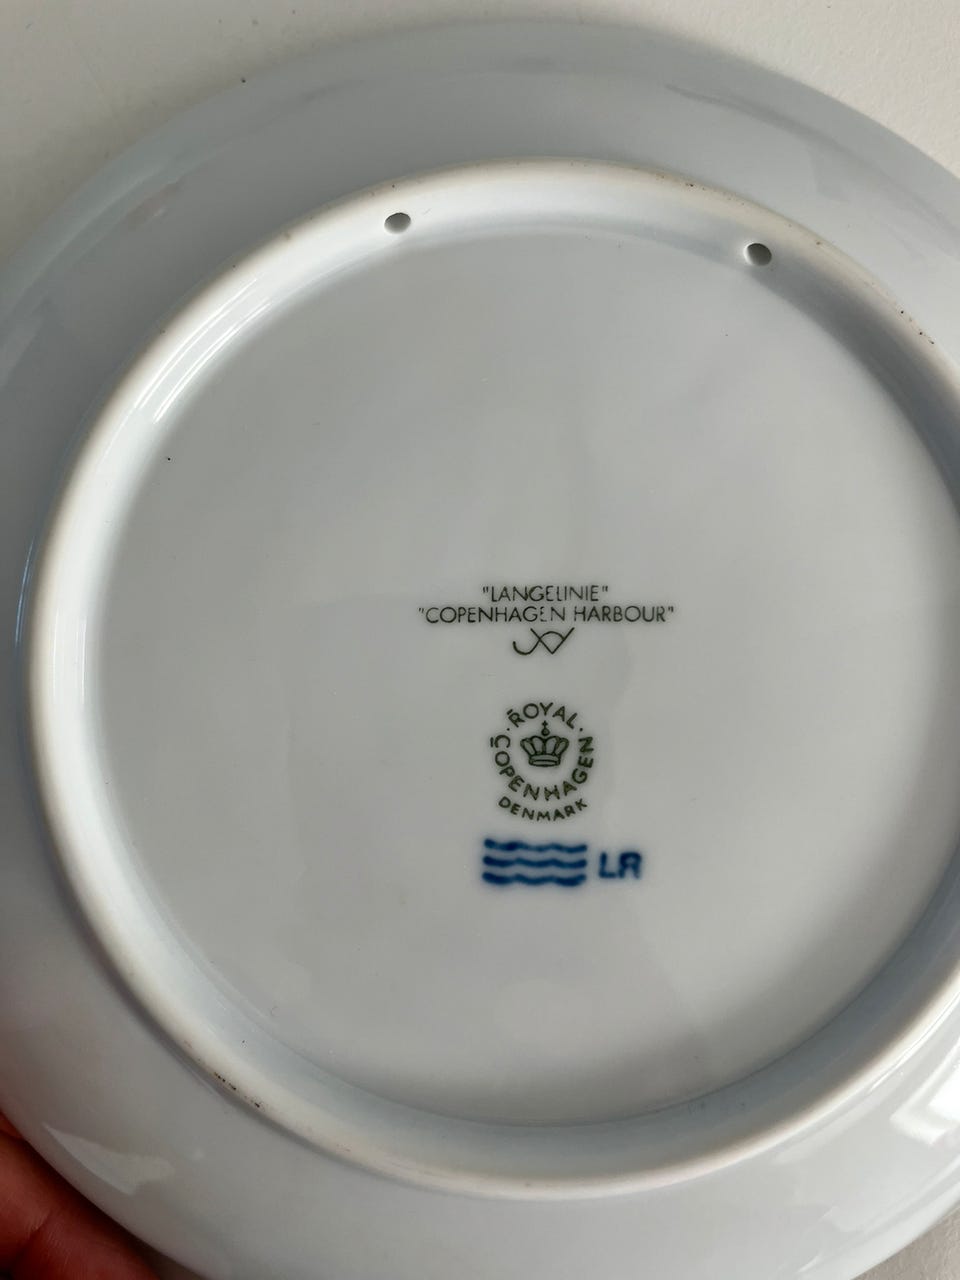 "LANGELINIE"
"COPENHAGEN HARBOUR"
ROYAL
COPENHAGEN
DENMARK
LR